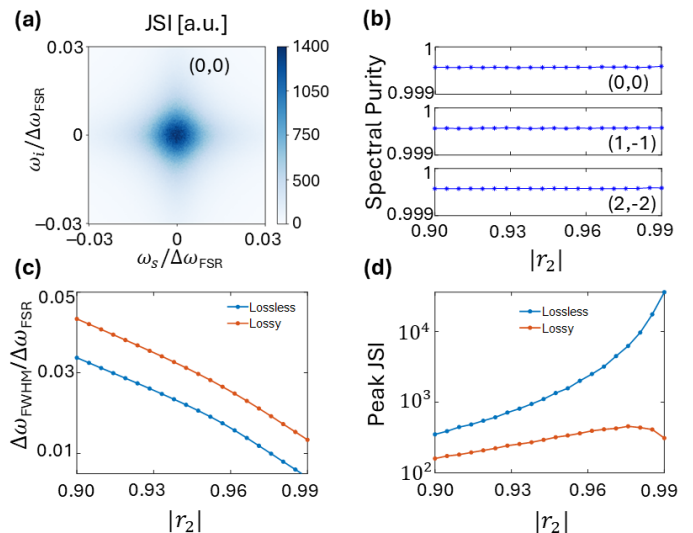 (a)
JSI [a.u.]
0.03
0
−0.03
ω_i/Δω_FSR
(0,0)
−0.03
0
0.03
ω_s/Δω_FSR
1400
1050
750
500
180
0
(b)
Spectral Purity
1
0.999
(0,0)
1
0.999
(1,-1)
1
0.999
(2,-2)
0.90
0.93
0.96
0.99
|r_2|
(c)
Δω_FWHM/Δω_FSR
0.05
0.03
0.01
Lossless
Lossy
0.90
0.93
0.96
0.99
|r_2|
(d)
Peak JSI
10^4
10^3
10^2
Lossless
Lossy
0.90
0.93
0.96
0.99
|r_2|